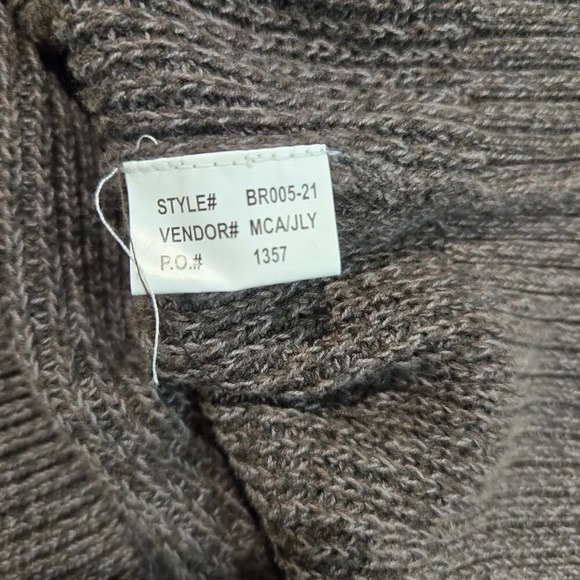 STYLE# BR005-21
VENDOR# MCA/JLY
P.O.# 1357